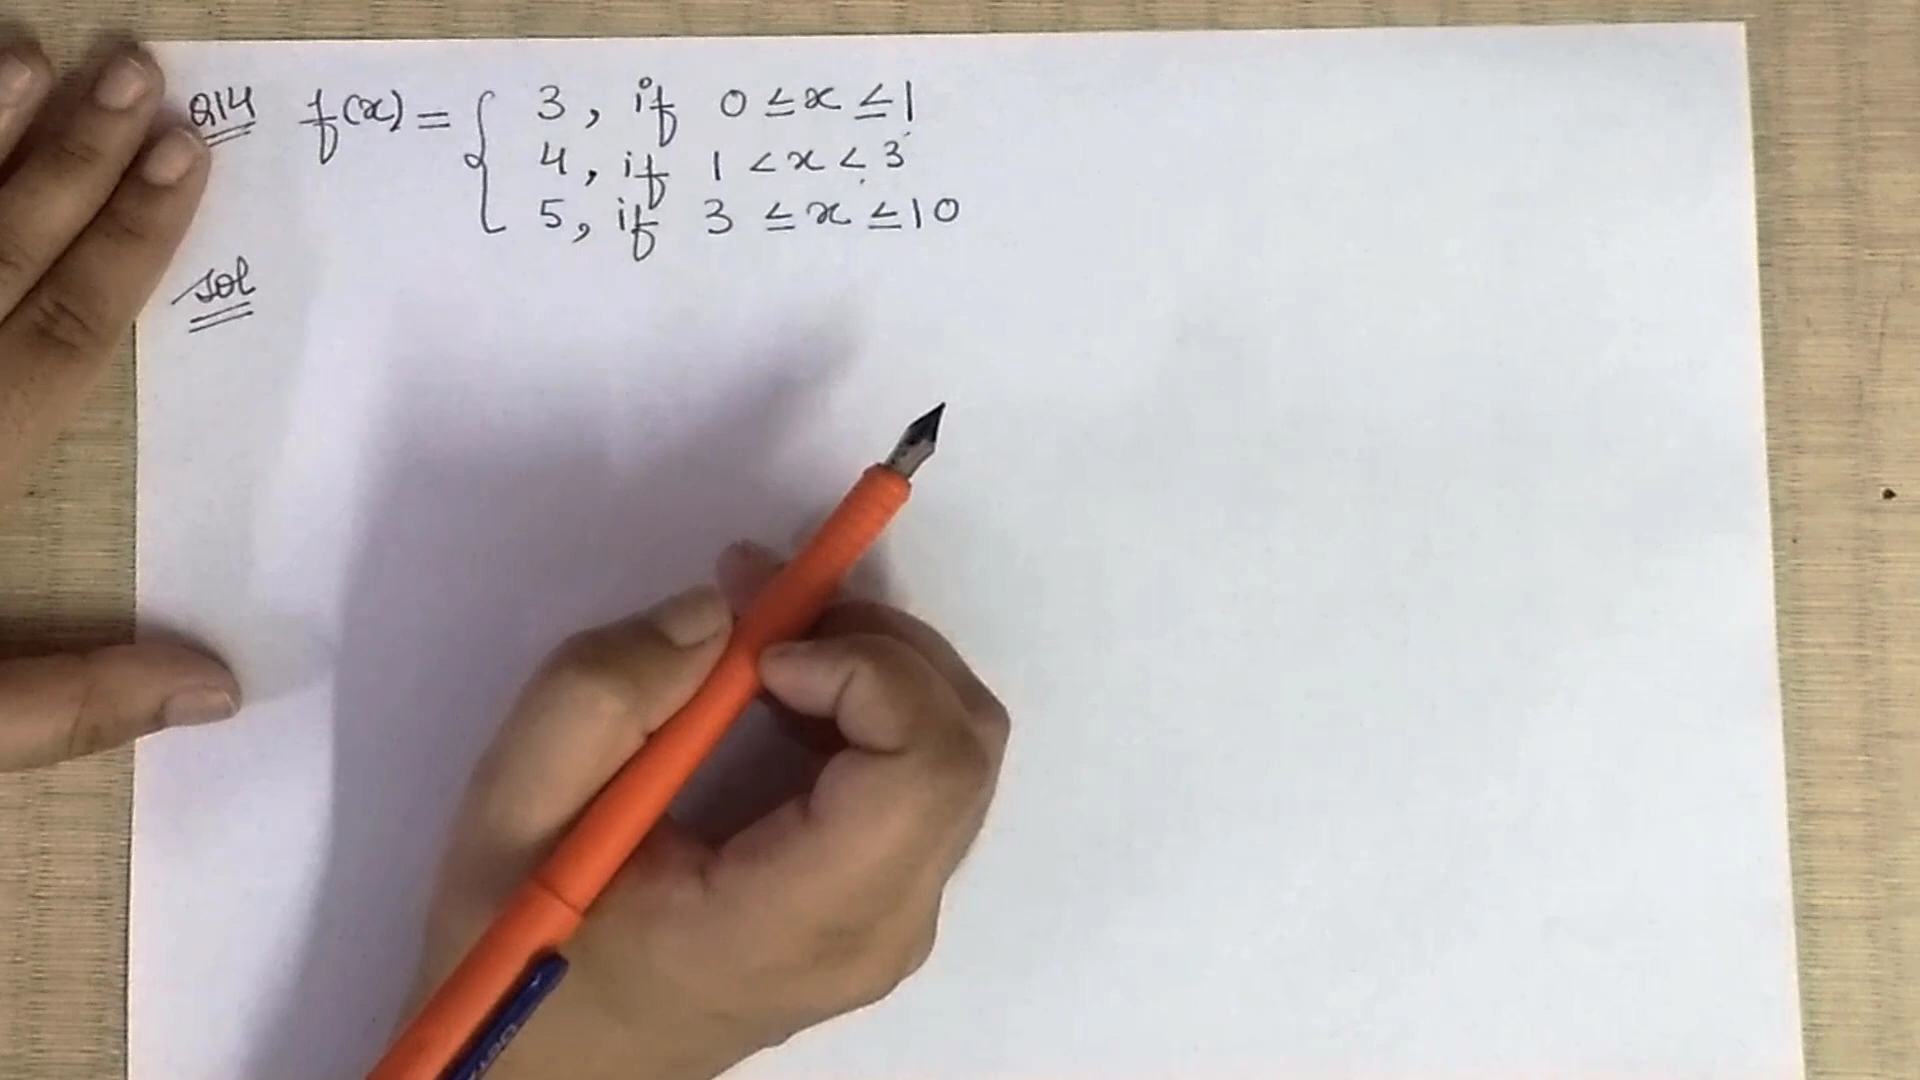 Q14 f(x) = { 3, if 0 ≤ x ≤ 1
4, if 1 < x < 3
5, if 3 ≤ x ≤ 10
Sol